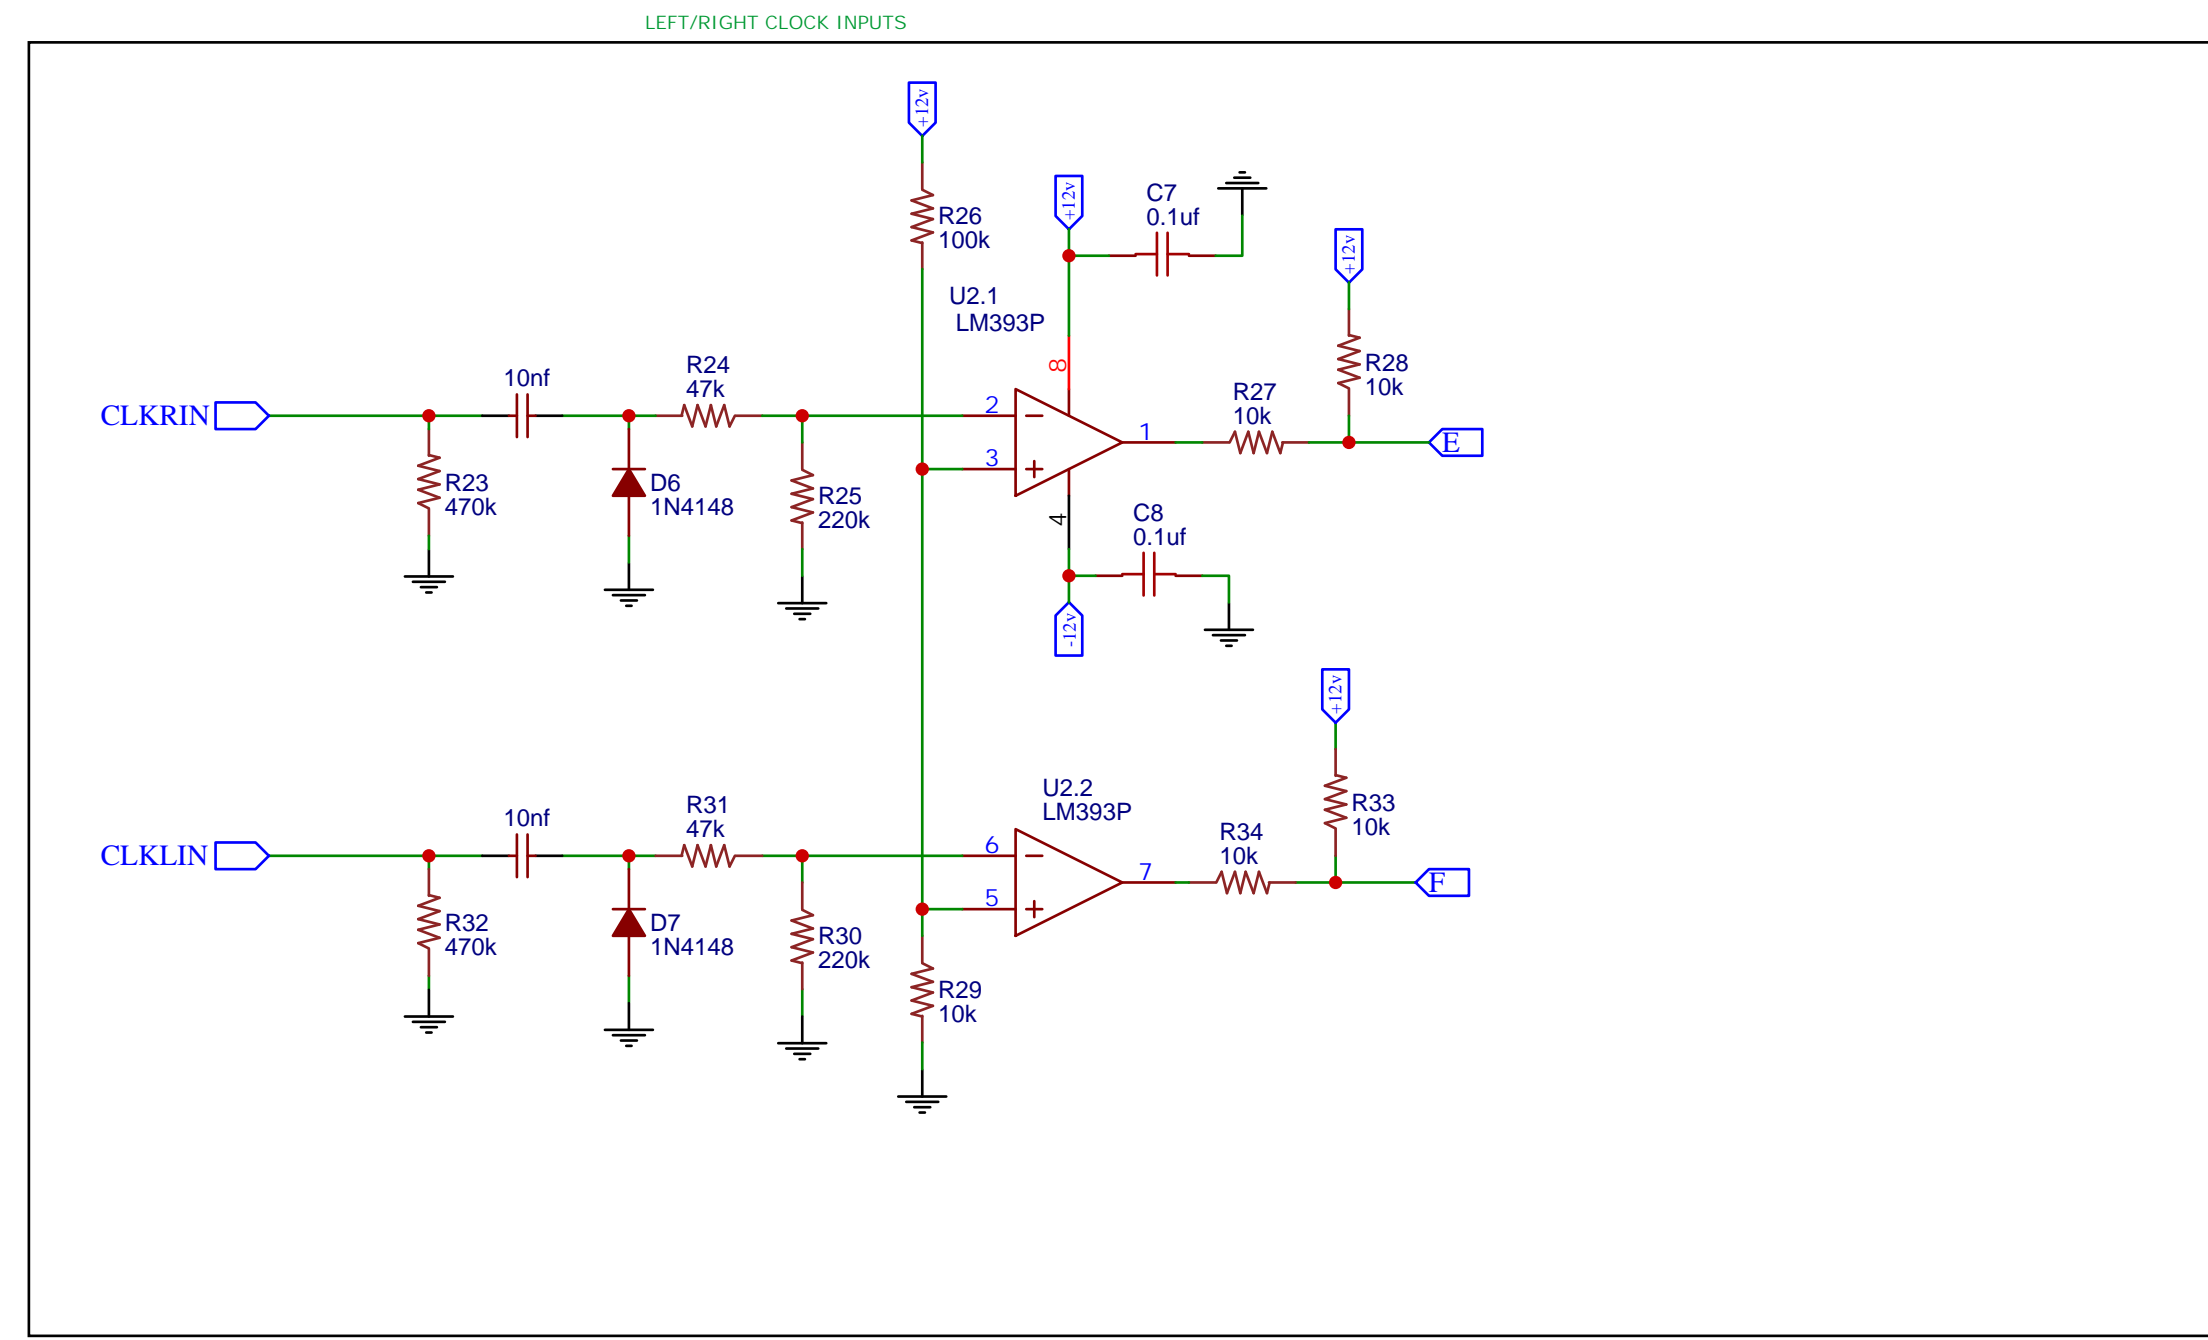 LEFT/RIGHT CLOCK INPUTS
+12v
R26
100k
+12v
C7
0.1uf
+12v
U2.1
LM393P
8
R28
10k
CLKRIN
10nf
R24
47k
2
3
1
R27
10k
E
R23
470k
D6
1N4148
R25
220k
4
C8
0.1uf
-12v
+12v
R33
10k
CLKLIN
10nf
R31
47k
U2.2
LM393P
6
5
7
R34
10k
F
R32
470k
D7
1N4148
R30
220k
R29
10k